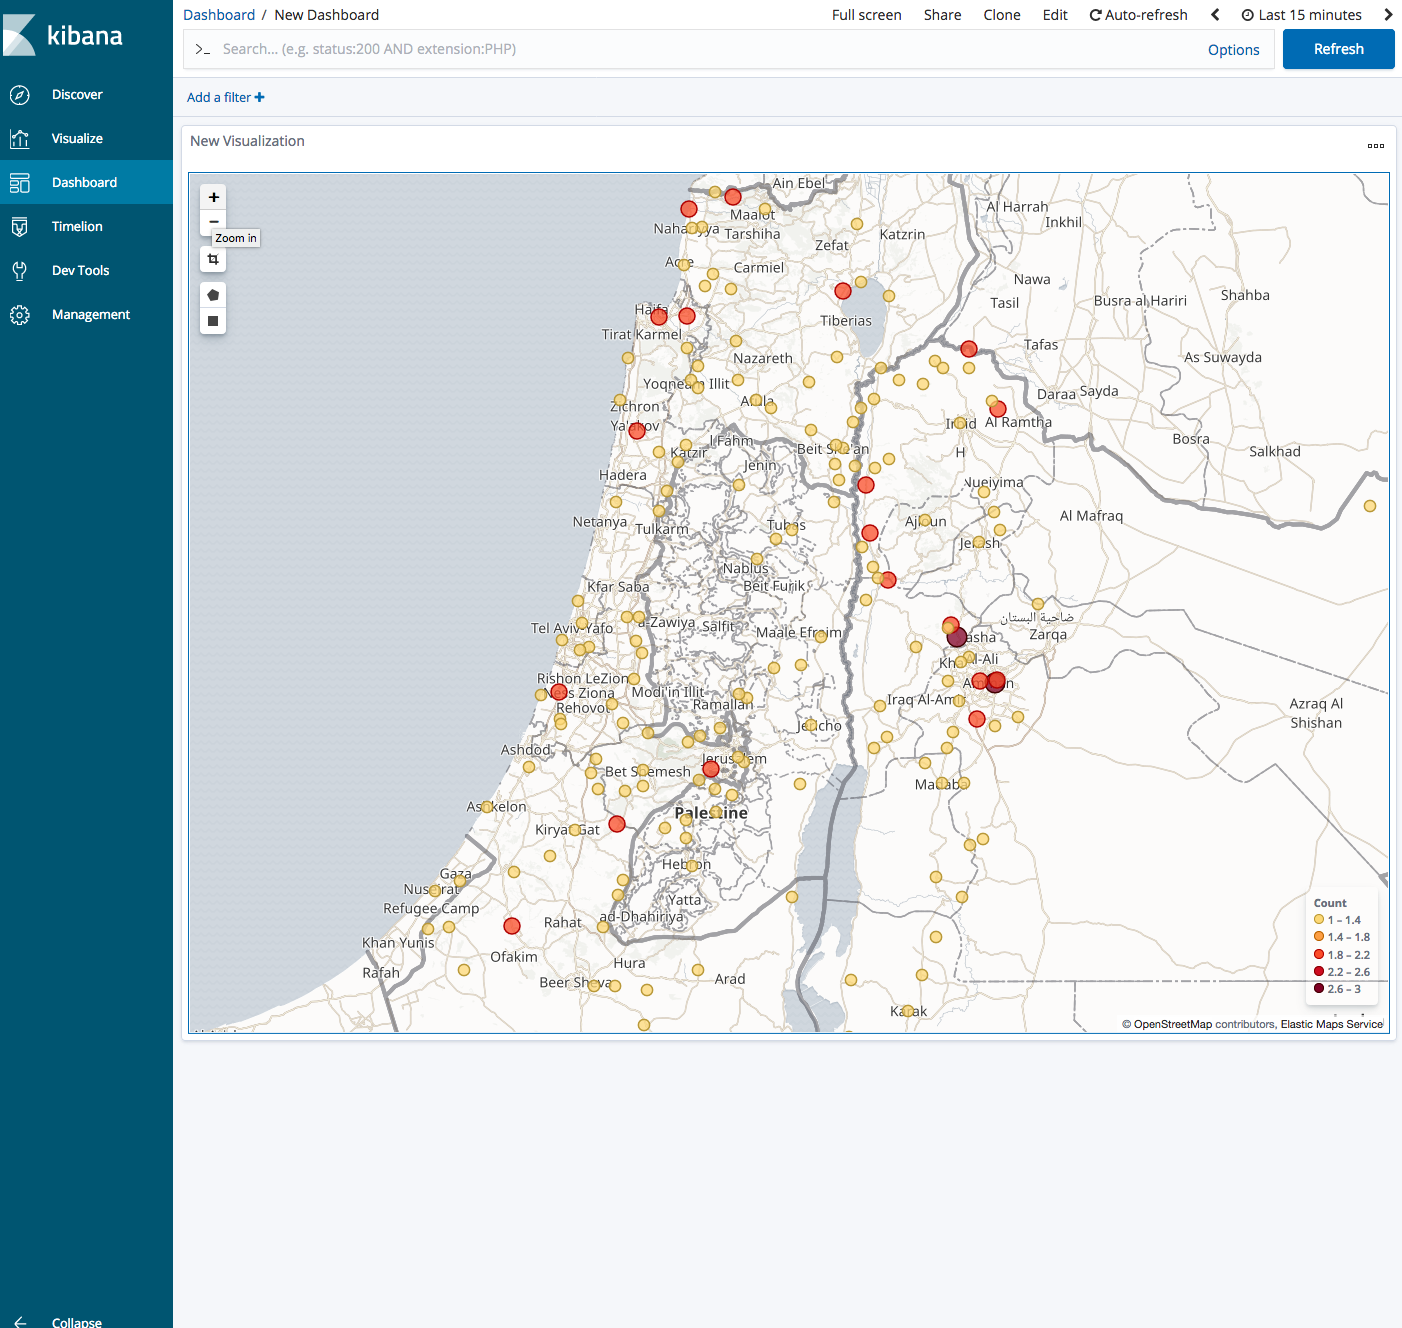 kibana
Discover
Visualize
Dashboard
Timelion
Dev Tools
Management
Collapse
Dashboard / New Dashboard
Full screen Share Clone Edit Auto-refresh Last 15 minutes
>_ Search... (e.g. status:200 AND extension:PHP) Options Refresh
Add a filter +
New Visualization
+
−
Zoom in
Ain Ebel
Maalot
Tarshiha
Nahariyya
Zefat
Katzrin
Al Harrah
Inkhil
Acre
Carmiel
Nawa
Tasil
Busra al Hariri
Shahba
Haifa
Tirat Karmel
Tiberias
Tafas
As Suwayda
Nazareth
Yoqneam Illit
Afula
Daraa
Sayda
Zichron
Ya'akov
Irbid
Al Ramtha
l Fahm
Katzir
Beit She'an
Jenin
H
Bosra
Salkhad
Hadera
Nueiyima
Netanya
Tulkarm
Tubas
Ajloun
Al Mafraq
Jerash
Nablus
Beit Furik
Kfar Saba
Tel Aviv-Yafo
a-Zawiya
Salfit
Maale Efraim
ضاحية البستان
Zarqa
asha
Al-Ali
Rishon LeZion
Ness Ziona
Rehovot
Modi'in Illit
Ramallah
Amman
Iraq Al-Amir
Jericho
Azraq Al
Shishan
Ashdod
Bet Shemesh
Jerusalem
Madaba
Ashkelon
Palestine
Kiryat Gat
Hebron
Gaza
Nuseirat
Refugee Camp
Yatta
ad-Dhahiriya
Rahat
Khan Yunis
Ofakim
Rafah
Hura
Beer Sheva
Arad
Karak
Count
1 – 1.4
1.4 – 1.8
1.8 – 2.2
2.2 – 2.6
2.6 – 3
© OpenStreetMap contributors, Elastic Maps Service